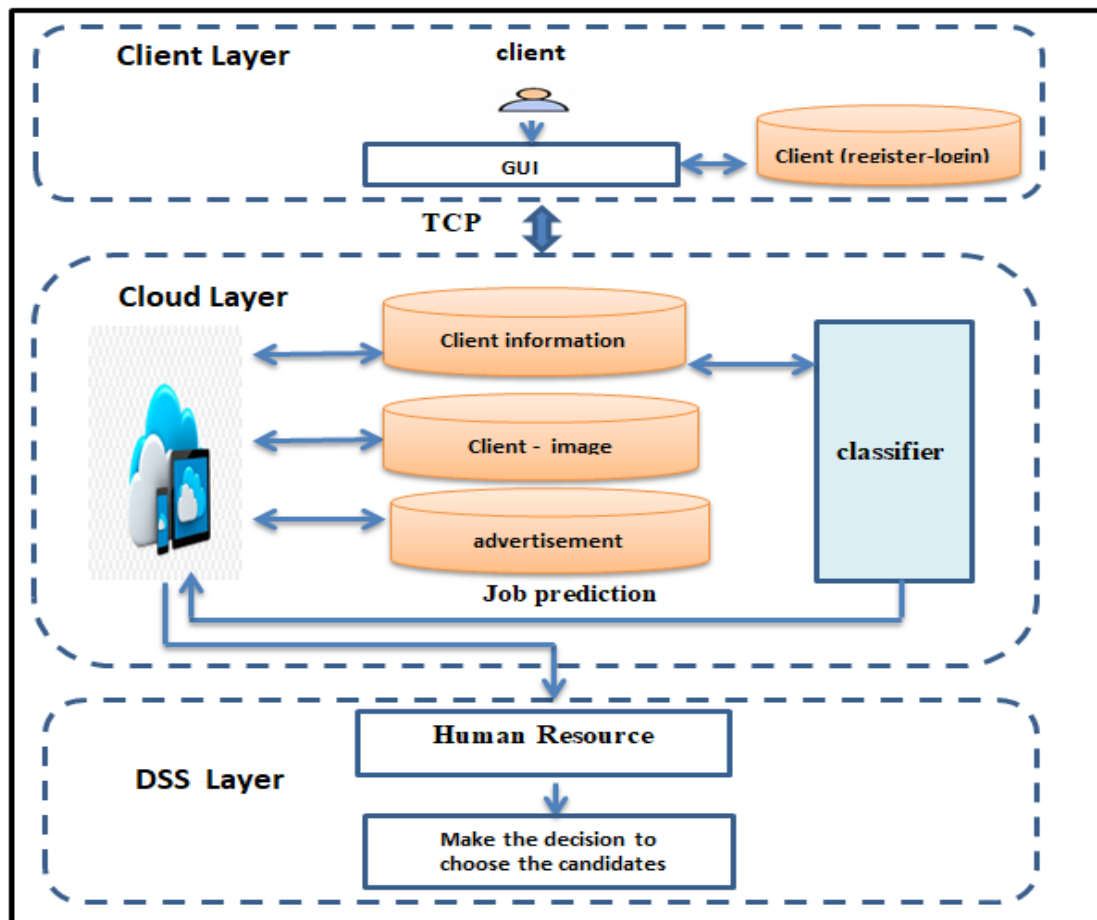 Client Layer
client
GUI
Client (register-login)
TCP
Cloud Layer
Client information
Client - image
advertisement
classifier
Job prediction
Human Resource
DSS Layer
Make the decision to
choose the candidates